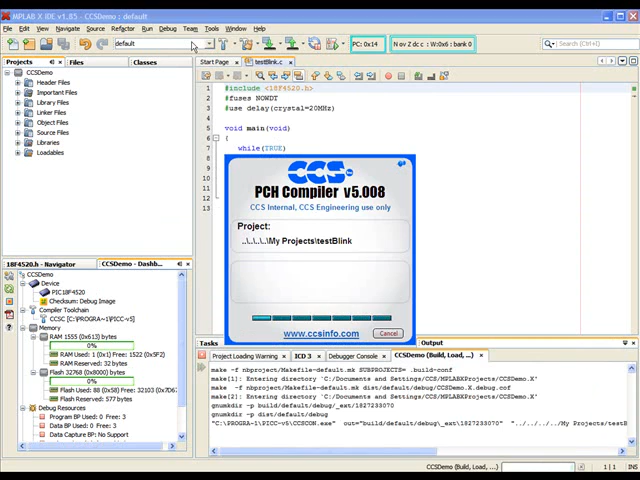 MPLAB X IDE v1.85 - CCSDemo : default
File Edit View Navigate Source Refactor Run Debug Team Tools Window Help
default
PC: 0x14
N ov Z dc c : W:0x6 : bank 0
Search (Ctrl+I)
Projects Files Classes
CCSDemo
Header Files
Important Files
Library Files
Linker Files
Object Files
Source Files
Libraries
Loadables
Start Page testBlink.c
1 #include <18f4520.h>
2 #fuses NOWDT
3 #use delay(crystal=20MHz)
4
5 void main(void)
6 {
7 while(TRUE)
8
12
13
CCS
PCH Compiler v5.008
CCS Internal, CCS Engineering use only
Project:
..\..\..\..\My Projects\testBlink
www.ccsinfo.com
Cancel
18F4520.h - Navigator CCSDemo - Dashb...
CCSDemo
Device
PIC18F4520
Checksum: Debug Image
Compiler Toolchain
CCSC [C:\PROGRA~1\PICC-v5]
Memory
RAM 1555 (0x613) bytes
0%
RAM Used: 1 (0x1) Free: 1522 (0x5F2)
RAM Reserved: 32 bytes
Flash 32768 (0x8000) bytes
0%
Flash Used: 88 (0x58) Free: 32103 (0x7D67
Flash Reserved: 577 bytes
Debug Resources
Program BP Used: 0 Free: 3
Data BP Used: 0 Free: 3
Data Capture BP: No Support
Tasks Output
Project Loading Warning ICD 3 Debugger Console CCSDemo (Build, Load, ...)
make -f nbproject/Makefile-default.mk SUBPROJECTS= .build-conf
make[1]: Entering directory 'C:/Documents and Settings/CCS/MPLABXProjects/CCSDemo.X'
make -f nbproject/Makefile-default.mk dist/default/debug/CCSDemo.X.debug.cof
make[2]: Entering directory 'C:/Documents and Settings/CCS/MPLABXProjects/CCSDemo.X'
gnumkdir -p build/default/debug/_ext/1827233070
gnumkdir -p dist/default/debug
"C:\PROGRA~1\PICC-v5\CCSCON.exe" out="build/default/debug\_ext\1827233070" "../../../../My Projects/testB
CCSDemo (Build, Load, ...)
1 | 1 INS